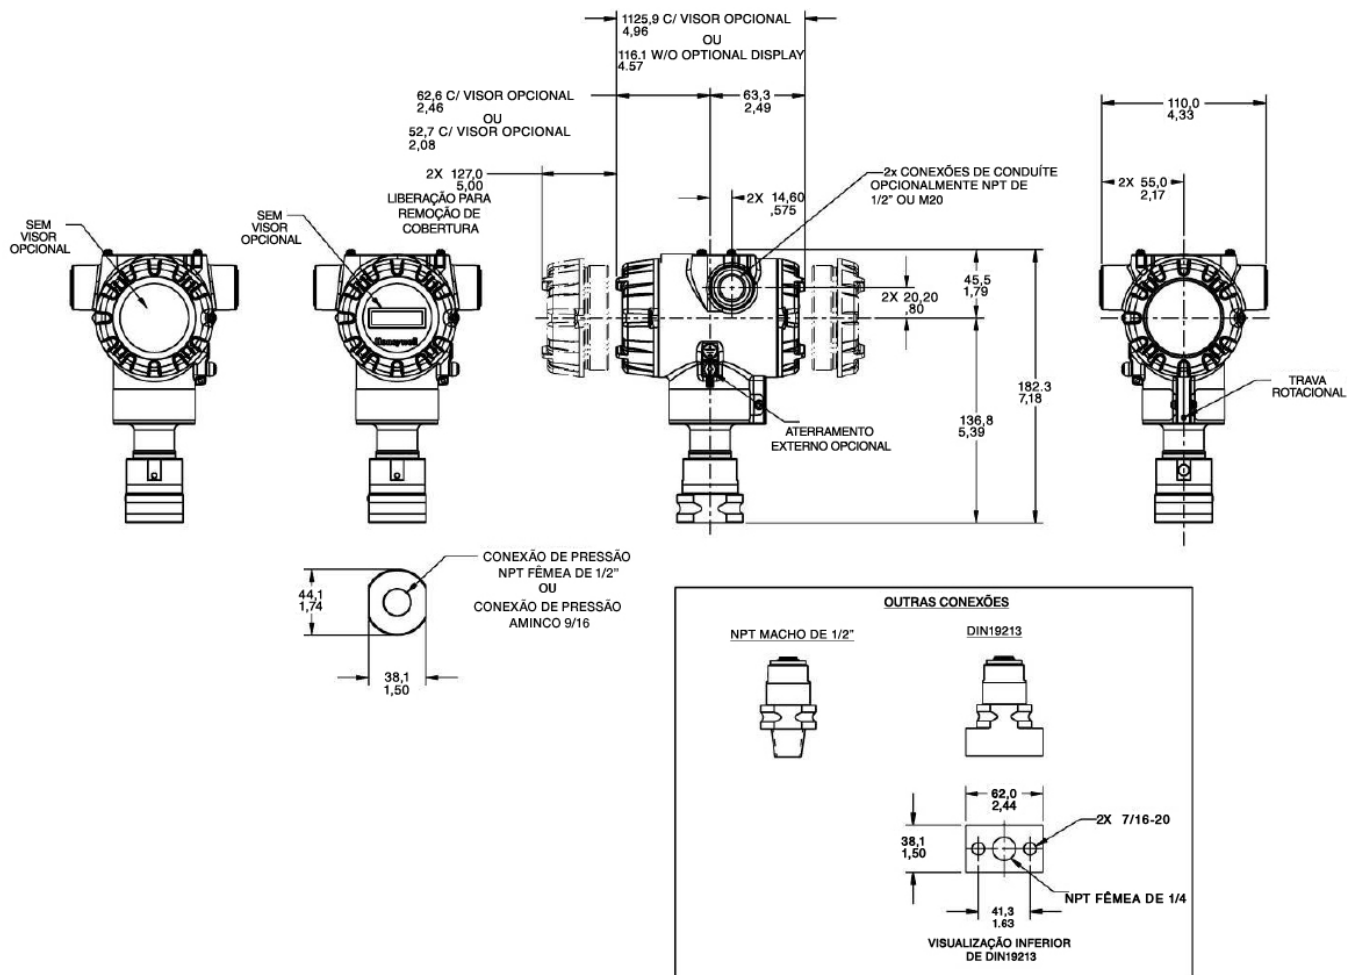 1125,9 C/ VISOR OPCIONAL
4,96
OU
116.1 W/O OPTIONAL DISPLAY
4.57
62,6 C/ VISOR OPCIONAL
2,46
OU
52,7 C/ VISOR OPCIONAL
2,08
63,3
2,49
110,0
4,33
2X 127,0
5,00
LIBERAÇÃO PARA
REMOÇÃO DE
COBERTURA
2X 14,60
,575
2x CONEXÕES DE CONDUÍTE
OPCIONALMENTE NPT DE
1/2" OU M20
2X 55,0
2,17
SEM
VISOR
OPCIONAL
SEM
VISOR
OPCIONAL
Honeywell
2X 20,20
,80
45,5
1,79
182.3
7,18
136,8
5,39
ATERRAMENTO
EXTERNO OPCIONAL
TRAVA
ROTACIONAL
CONEXÃO DE PRESSÃO
NPT FÊMEA DE 1/2"
OU
CONEXÃO DE PRESSÃO
AMINCO 9/16
44,1
1,74
38,1
1,50
OUTRAS CONEXÕES
NPT MACHO DE 1/2"
DIN19213
62,0
2,44
2X 7/16-20
38,1
1,50
NPT FÊMEA DE 1/4
41,3
1.63
VISUALIZAÇÃO INFERIOR
DE DIN19213